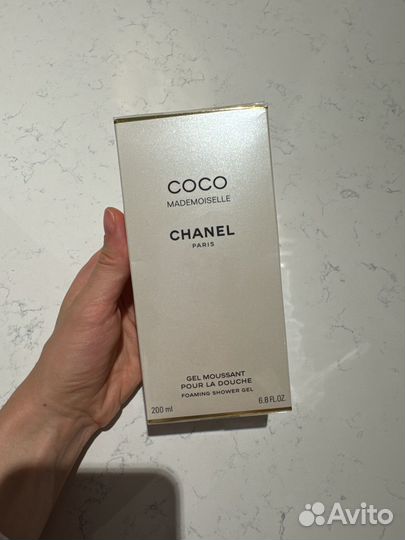 COCO
MADEMOISELLE
CHANEL
PARIS
GEL MOUSSANT
POUR LA DOUCHE
FOAMING SHOWER GEL
200 ml 6.8 FL.OZ.
Avito